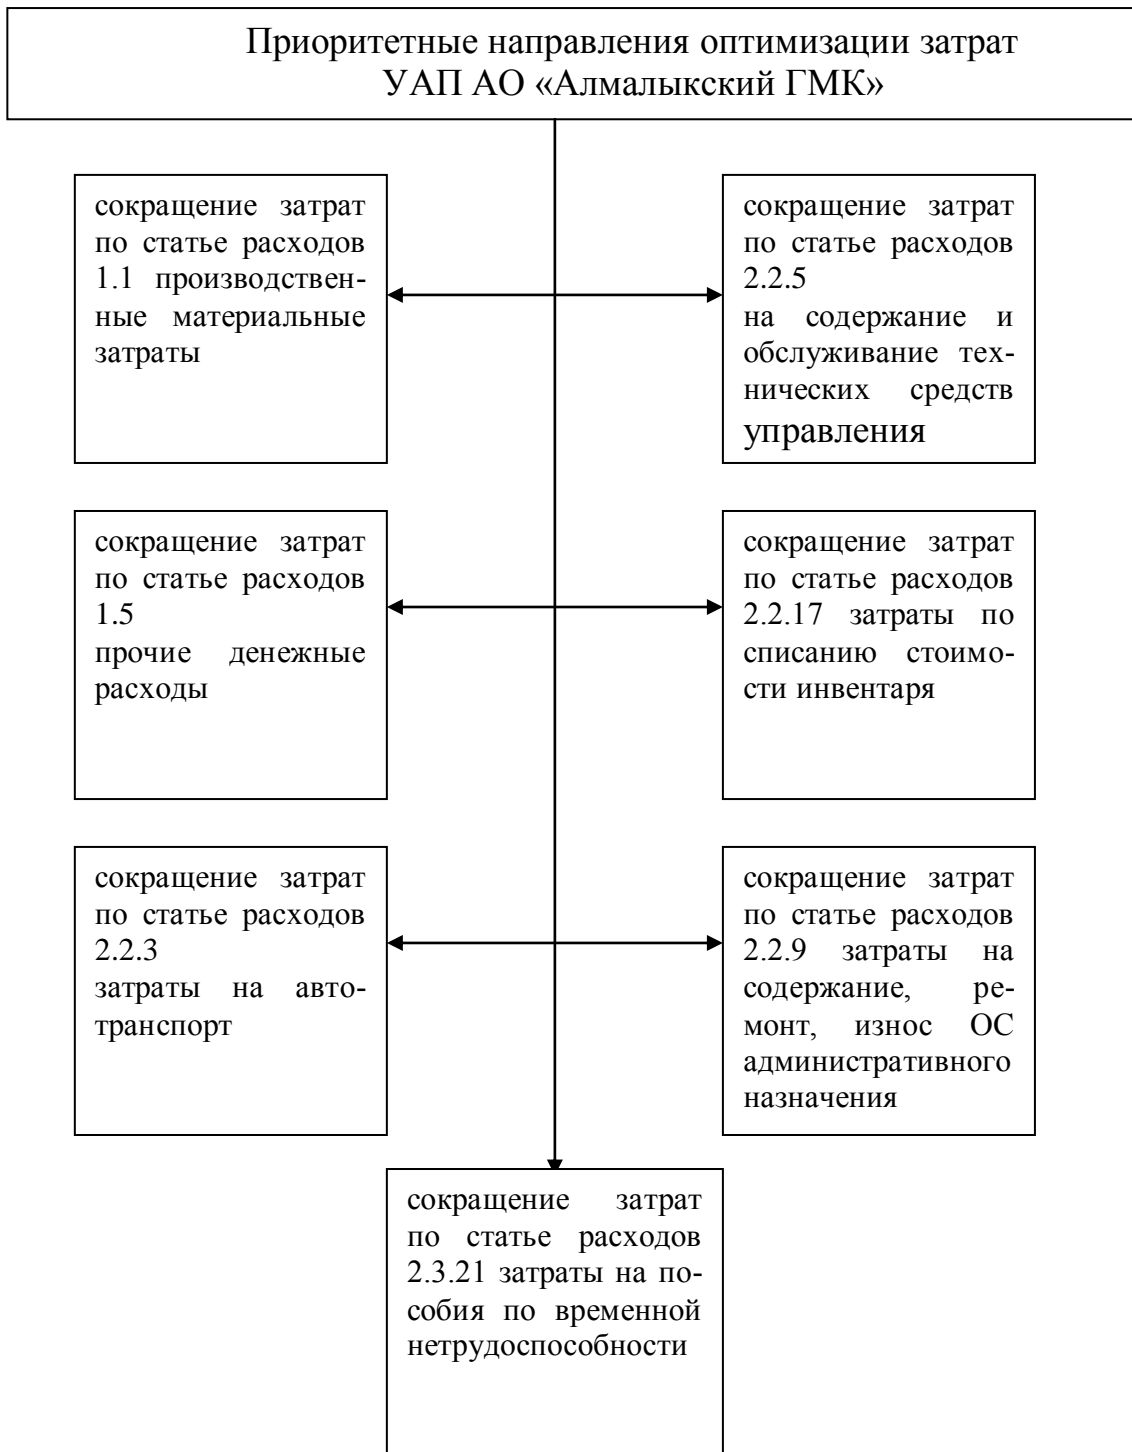 Приоритетные направления оптимизации затрат
УАП АО «Алмалыкский ГМК»
сокращение затрат
по статье расходов
1.1 производствен-
ные материальные
затраты
сокращение затрат
по статье расходов
2.2.5
на содержание и
обслуживание тех-
нических средств
управления
сокращение затрат
по статье расходов
1.5
прочие денежные
расходы
сокращение затрат
по статье расходов
2.2.17 затраты по
списанию стоимо-
сти инвентаря
сокращение затрат
по статье расходов
2.2.3
затраты на авто-
транспорт
сокращение затрат
по статье расходов
2.2.9 затраты на
содержание, ре-
монт, износ ОС
административного
назначения
сокращение затрат
по статье расходов
2.3.21 затраты на по-
собия по временной
нетрудоспособности